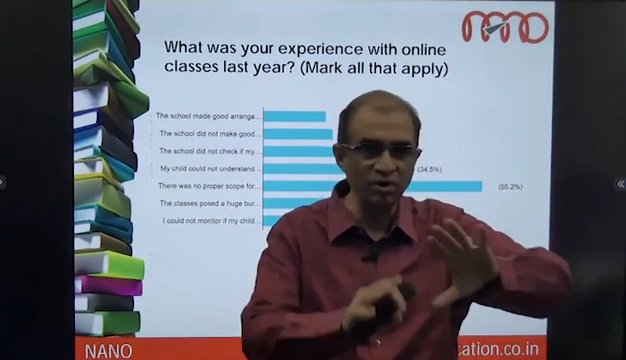 What was your experience with online
classes last year? (Mark all that apply)
The school made good arrange...
The school did not make good...
The school did not check if my...
My child could not understand...
(34.5%)
There was no proper scope for...
(55.2%)
The classes posed a huge bur...
I could not monitor if my child...
NANO
cation.co.in